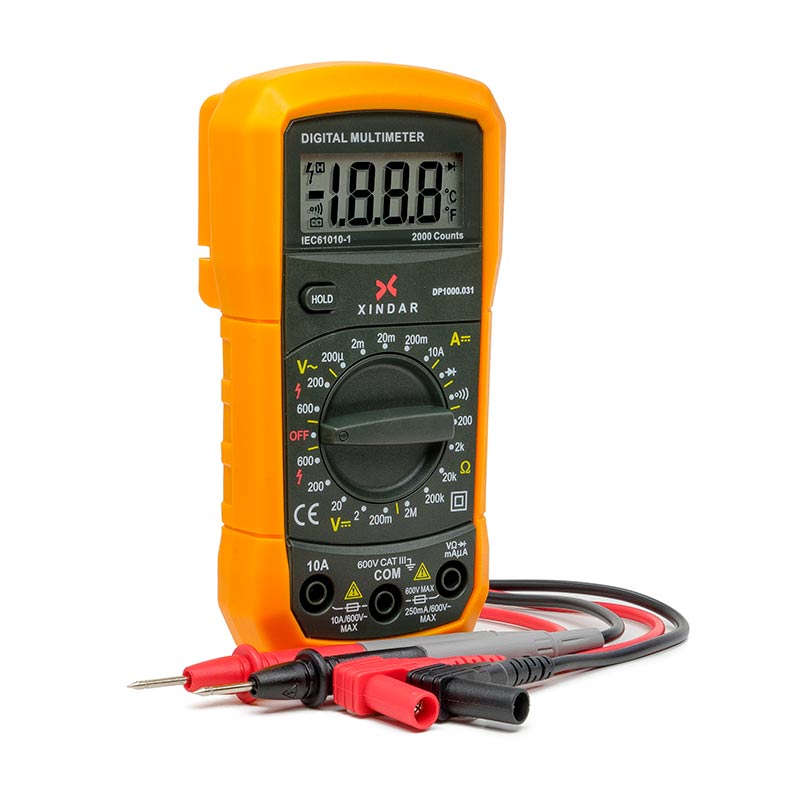 DIGITAL MULTIMETER
H
-1.8.8.8
°C
°F
IEC61010-1 2000 Counts
HOLD
XINDAR
DP1000.031
2m 20m 200m
A⎓
V~ 200µ 10A
200
600 200
OFF
600 2k
200 20k Ω
20 200k
CE V⎓ 2 200m 2M
10A 600V CAT III VΩ
COM mAµA
10A/600V~ 600V MAX
MAX 250mA/600V~
MAX